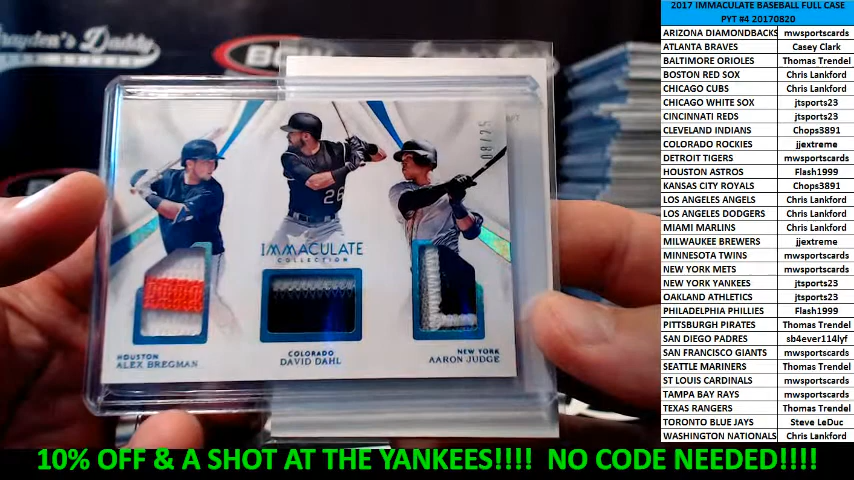 2017 IMMACULATE BASEBALL FULL CASE
PYT #4 20170820
ARIZONA DIAMONDBACKS mwsportscards
ATLANTA BRAVES Casey Clark
BALTIMORE ORIOLES Thomas Trendel
BOSTON RED SOX Chris Lankford
CHICAGO CUBS Chris Lankford
CHICAGO WHITE SOX jtsports23
CINCINNATI REDS jtsports23
CLEVELAND INDIANS Chops3891
COLORADO ROCKIES jjextreme
DETROIT TIGERS mwsportscards
HOUSTON ASTROS Flash1999
KANSAS CITY ROYALS Chops3891
LOS ANGELES ANGELS Chris Lankford
LOS ANGELES DODGERS Chris Lankford
MIAMI MARLINS Chris Lankford
MILWAUKEE BREWERS jjextreme
MINNESOTA TWINS mwsportscards
NEW YORK METS mwsportscards
NEW YORK YANKEES jtsports23
OAKLAND ATHLETICS jtsports23
PHILADELPHIA PHILLIES Flash1999
PITTSBURGH PIRATES Thomas Trendel
SAN DIEGO PADRES sb4ever114lyf
SAN FRANCISCO GIANTS mwsportscards
SEATTLE MARINERS Thomas Trendel
ST LOUIS CARDINALS mwsportscards
TAMPA BAY RAYS mwsportscards
TEXAS RANGERS Thomas Trendel
TORONTO BLUE JAYS Steve LeDuc
WASHINGTON NATIONALS Chris Lankford
Brayden's Daddy
08/25
26
IMMACULATE
COLLECTION
HOUSTON
ALEX BREGMAN
COLORADO
DAVID DAHL
NEW YORK
AARON JUDGE
10% OFF & A SHOT AT THE YANKEES!!!! NO CODE NEEDED!!!!